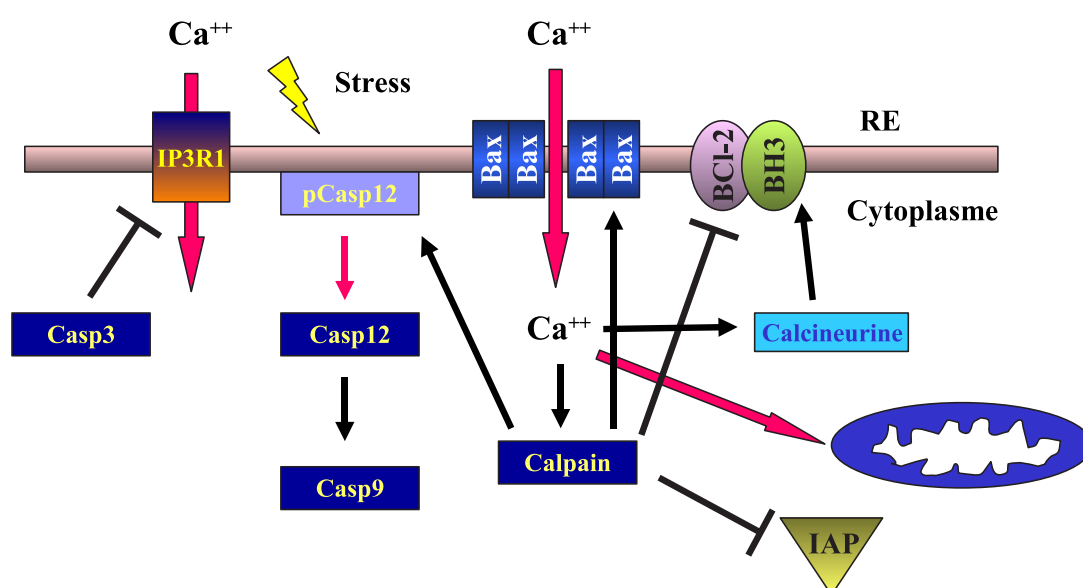 Ca++
Ca++
Stress
RE
IP3R1
Bax
Bax
Bax
Bax
BCl-2
BH3
pCasp12
Cytoplasme
Casp3
Casp12
Ca++
Calcineurine
Calpain
Casp9
IAP